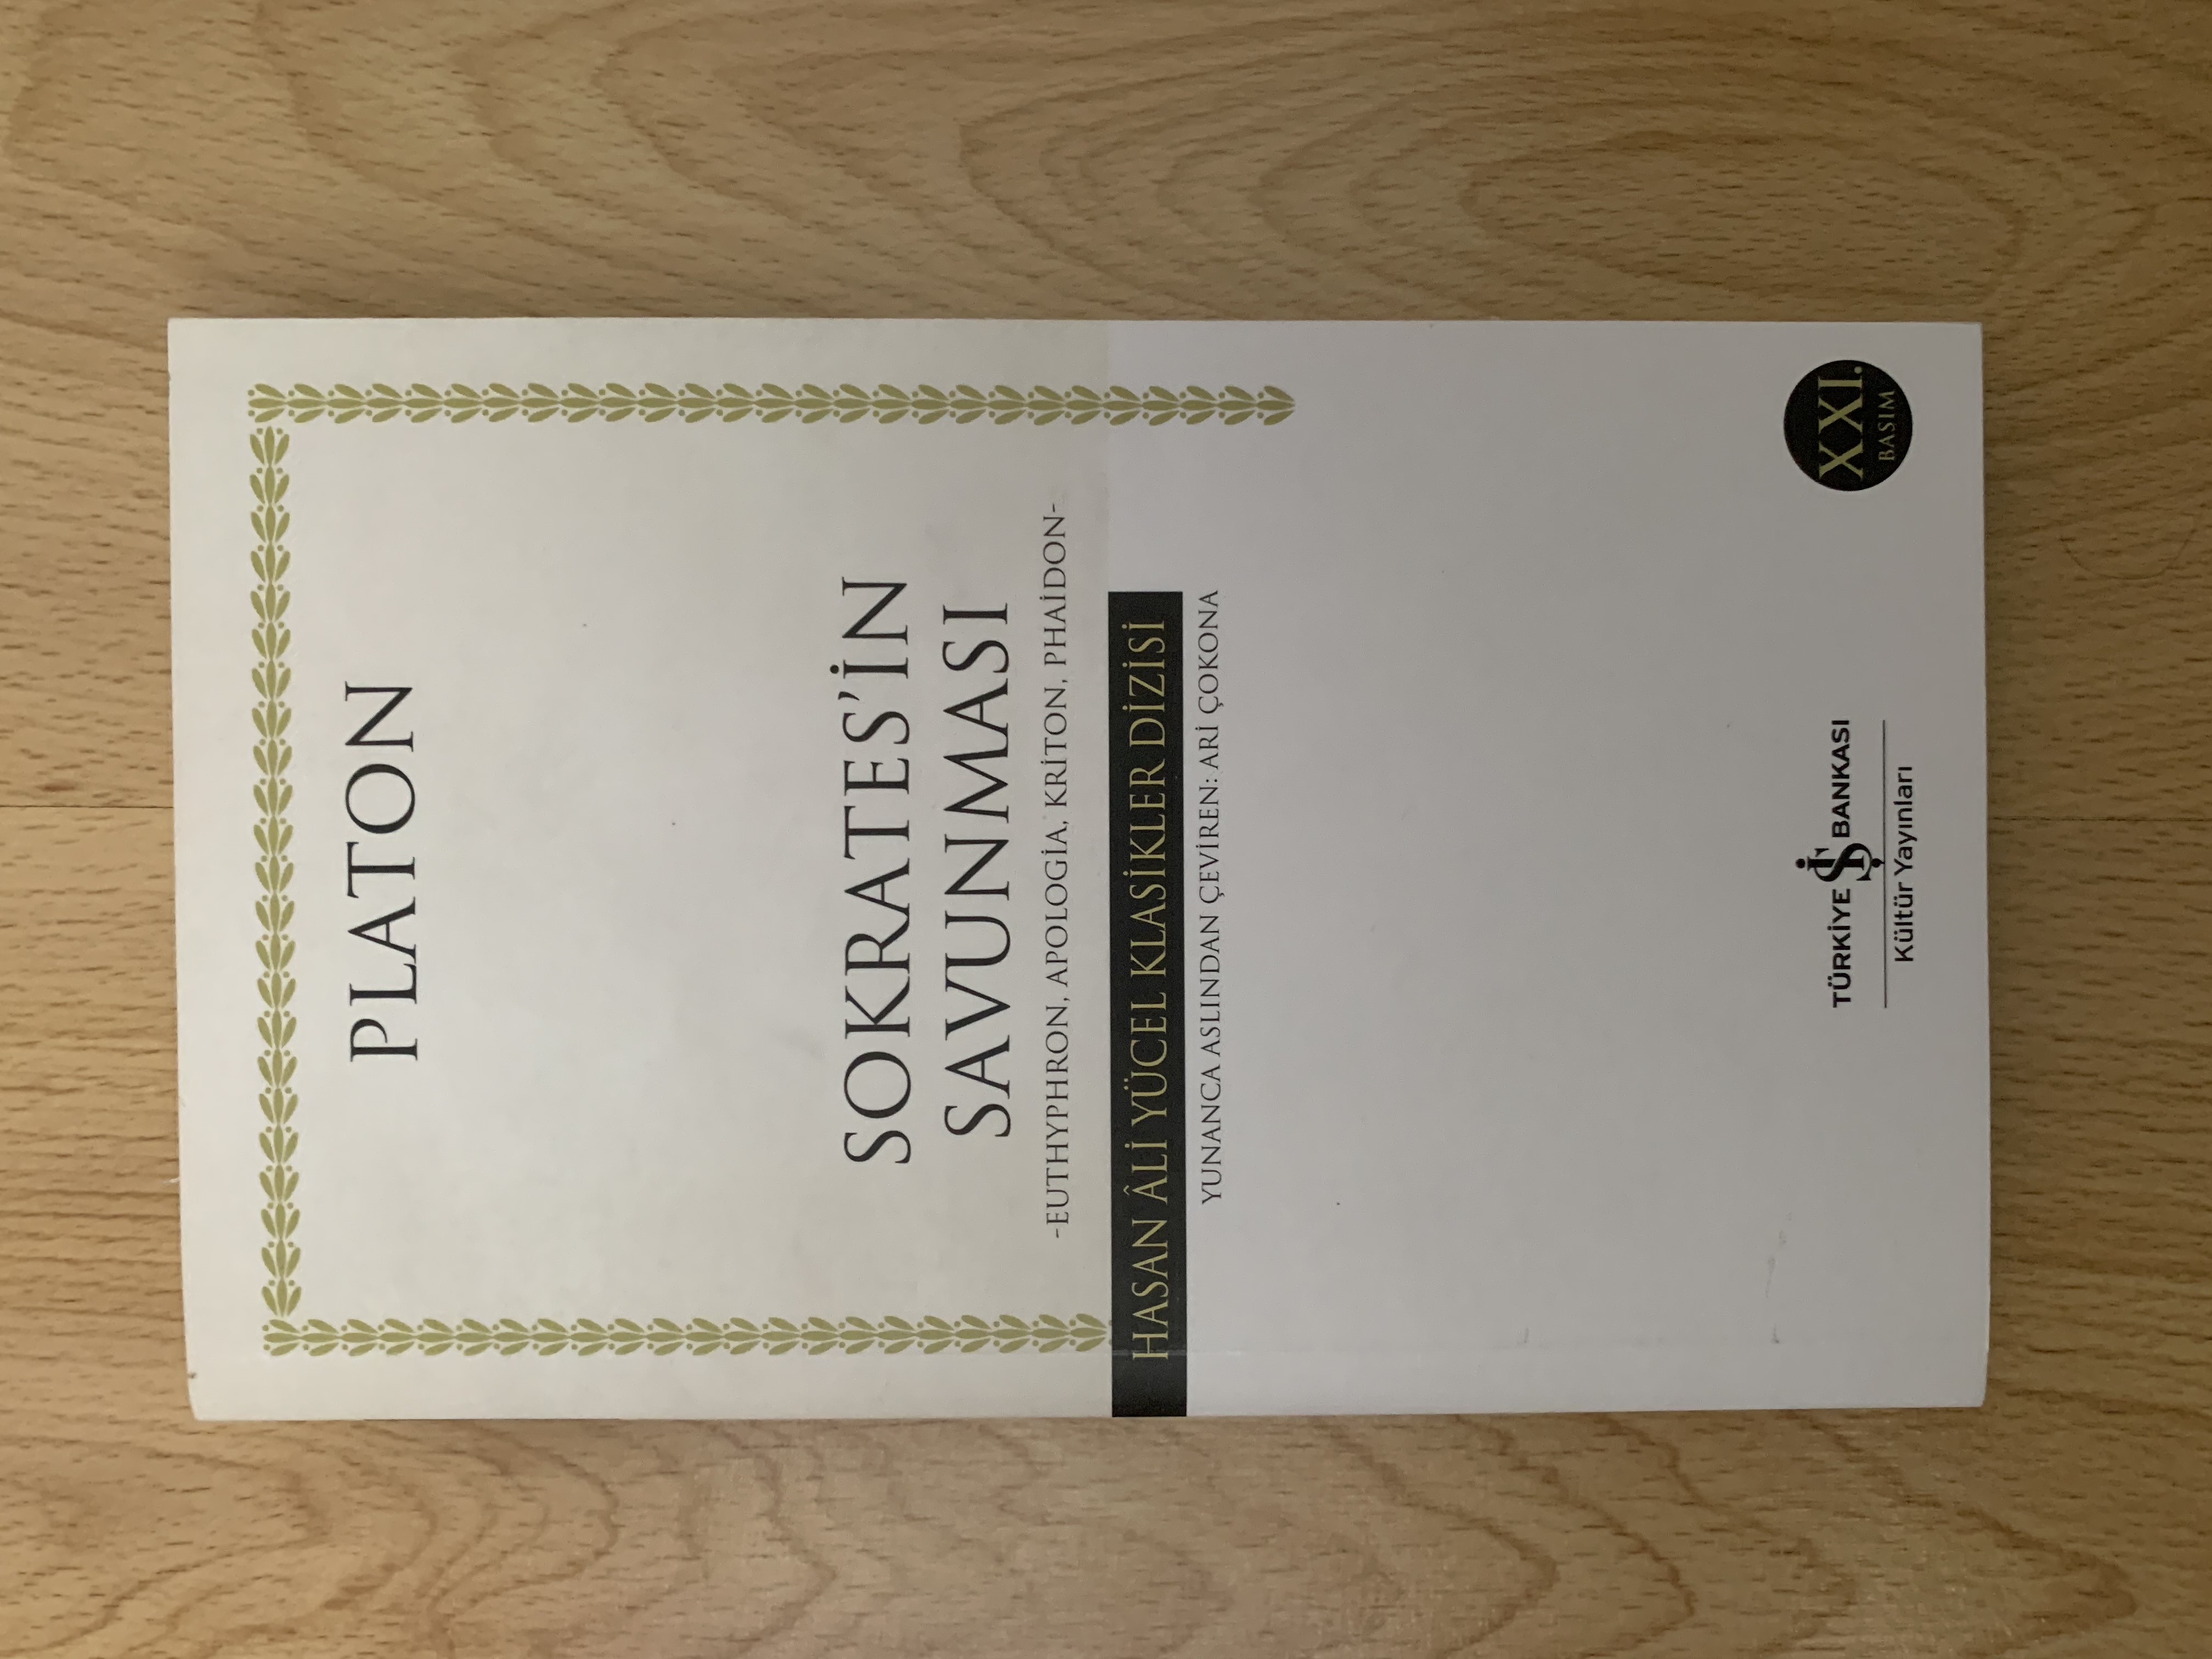 PLATON
SOKRATES’İN
SAVUNMASI
-EUTHYPHRON, APOLOGİA, KRİTON, PHAİDON-
HASAN ÂLİ YÜCEL KLASİKLER DİZİSİ
YUNANCA ASLINDAN ÇEVİREN: ARİ ÇOKONA
TÜRKİYE İŞ BANKASI
Kültür Yayınları
XXI.
BASIM